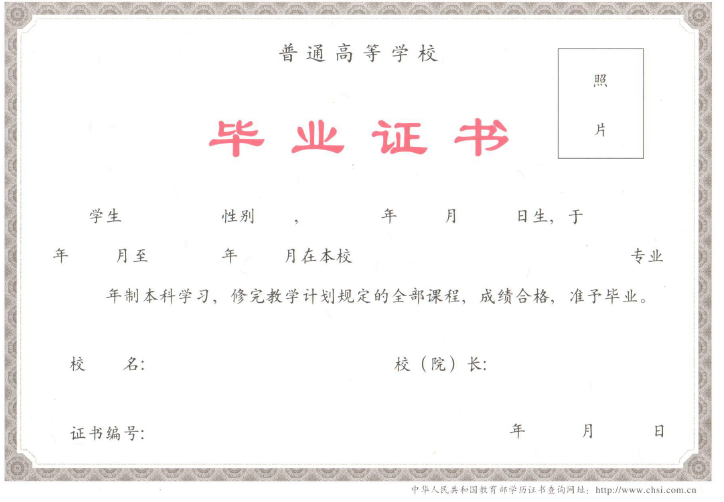 普通高等学校
照
片
毕业证书
学生 性别 , 年 月 日生，于
年 月至 年 月在本校 专业
年制本科学习，修完教学计划规定的全部课程，成绩合格，准予毕业。
校 名： 校（院）长：
证书编号： 年 月 日
中华人民共和国教育部学历证书查询网址：http://www.chsi.com.cn